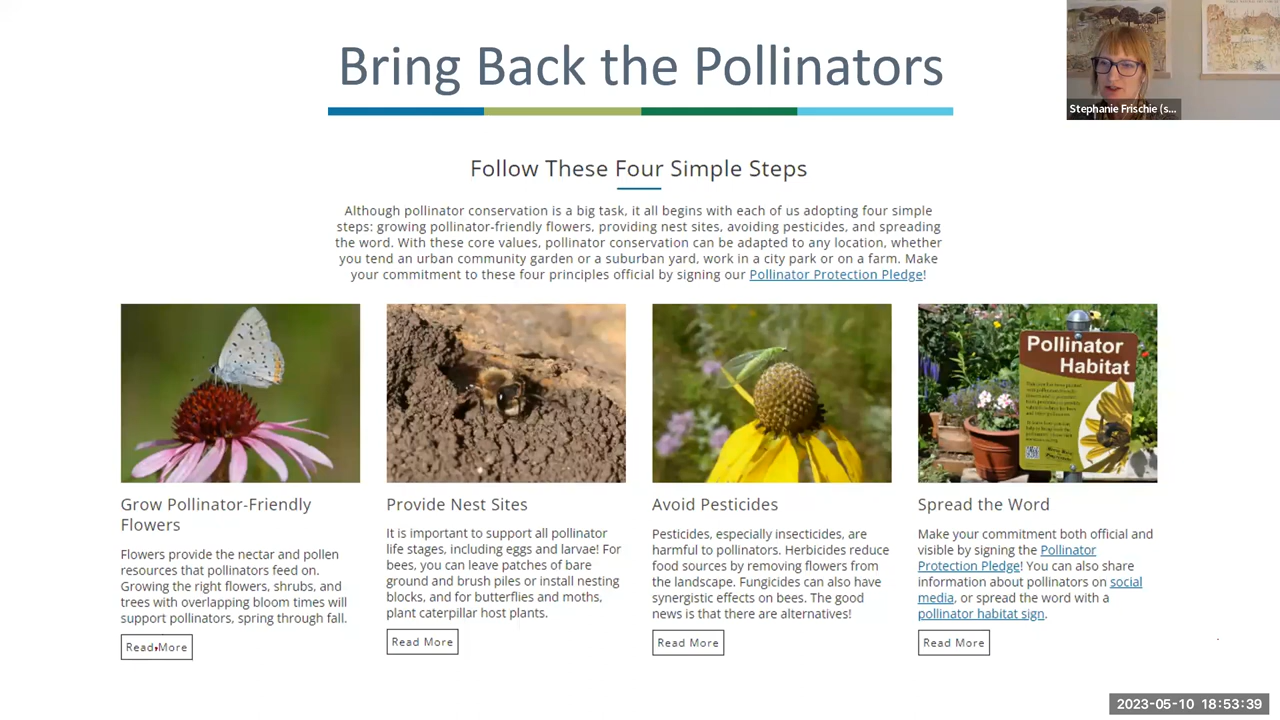 Bring Back the Pollinators
Stephanie Frischie (s...
Follow These Four Simple Steps
Although pollinator conservation is a big task, it all begins with each of us adopting four simple
steps: growing pollinator-friendly flowers, providing nest sites, avoiding pesticides, and spreading
the word. With these core values, pollinator conservation can be adapted to any location, whether
you tend an urban community garden or a suburban yard, work in a city park or on a farm. Make
your commitment to these four principles official by signing our Pollinator Protection Pledge!
Grow Pollinator-Friendly
Flowers
Flowers provide the nectar and pollen
resources that pollinators feed on.
Growing the right flowers, shrubs, and
trees with overlapping bloom times will
support pollinators, spring through fall.
Read More
Provide Nest Sites
It is important to support all pollinator
life stages, including eggs and larvae! For
bees, you can leave patches of bare
ground and brush piles or install nesting
blocks, and for butterflies and moths,
plant caterpillar host plants.
Read More
Avoid Pesticides
Pesticides, especially insecticides, are
harmful to pollinators. Herbicides reduce
food sources by removing flowers from
the landscape. Fungicides can also have
synergistic effects on bees. The good
news is that there are alternatives!
Read More
Pollinator
Habitat
Spread the Word
Make your commitment both official and
visible by signing the Pollinator
Protection Pledge! You can also share
information about pollinators on social
media, or spread the word with a
pollinator habitat sign.
Read More
2023-05-10 18:53:39